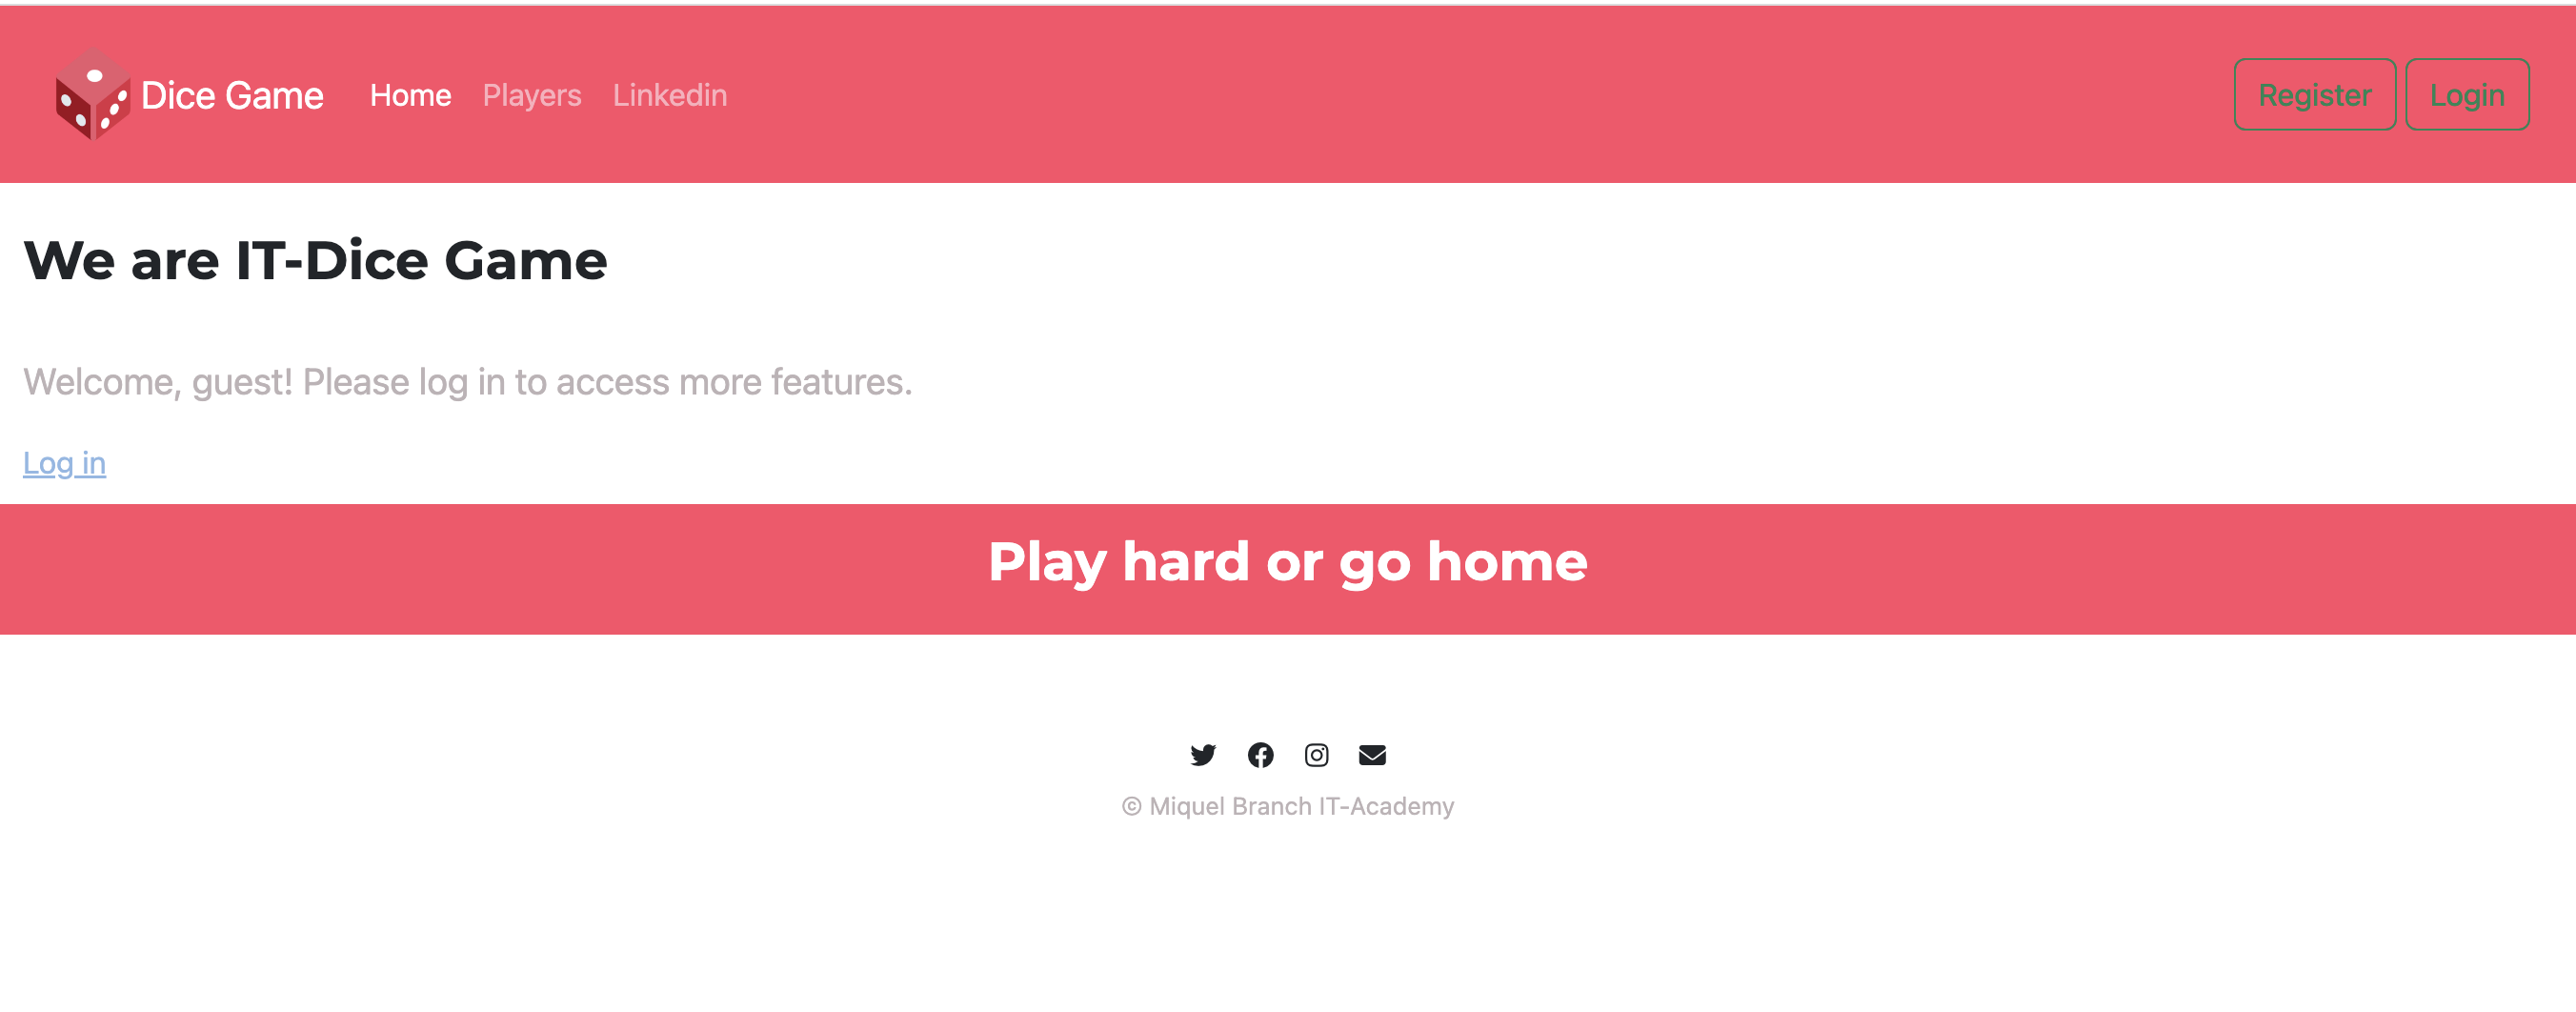 Dice Game Home Players Linkedin Register Login
We are IT-Dice Game
Welcome, guest! Please log in to access more features.
Log in
Play hard or go home
© Miquel Branch IT-Academy